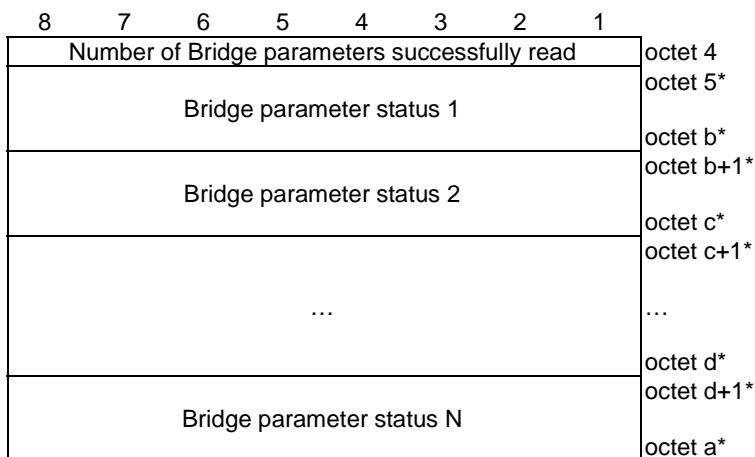 8 7 6 5 4 3 2 1
Number of Bridge parameters successfully read octet 4
octet 5*
Bridge parameter status 1
octet b*
octet b+1*
Bridge parameter status 2
octet c*
octet c+1*
… …
octet d*
octet d+1*
Bridge parameter status N
octet a*